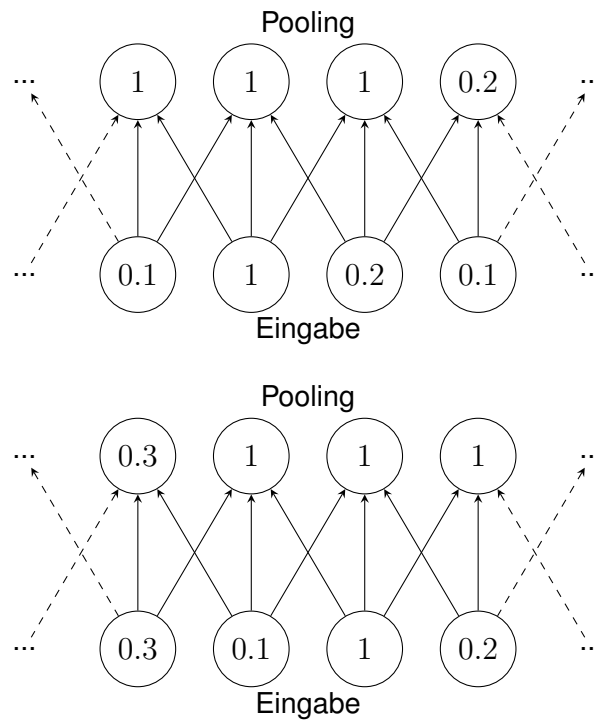 Pooling
... 1 1 1 0.2 ..
... 0.1 1 0.2 0.1 ..
Eingabe
Pooling
... 0.3 1 1 1 ..
... 0.3 0.1 1 0.2 ..
Eingabe